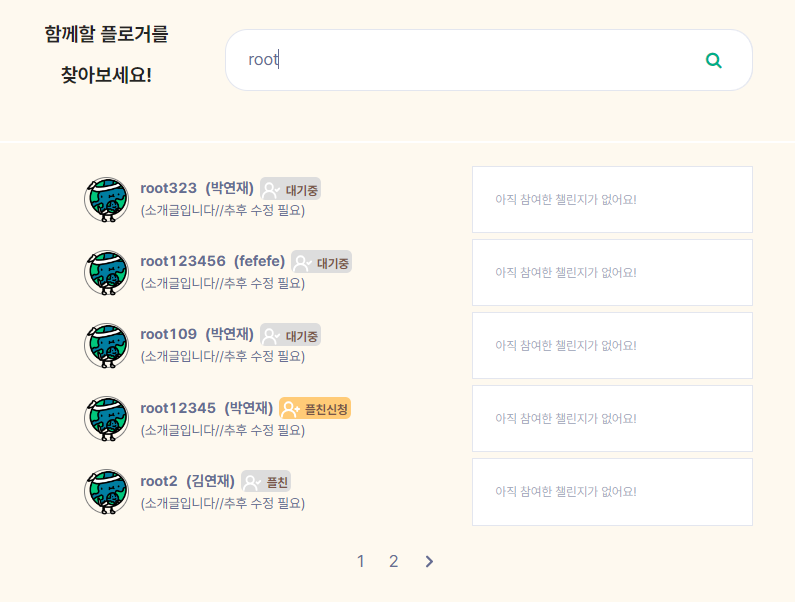 함께할 플로거를
찾아보세요!
root
root323 (박연재) 대기중
(소개글입니다//추후 수정 필요)
아직 참여한 챌린지가 없어요!
root123456 (fefefe) 대기중
(소개글입니다//추후 수정 필요)
아직 참여한 챌린지가 없어요!
root109 (박연재) 대기중
(소개글입니다//추후 수정 필요)
아직 참여한 챌린지가 없어요!
root12345 (박연재) 플친신청
(소개글입니다//추후 수정 필요)
아직 참여한 챌린지가 없어요!
root2 (김연재) 플친
(소개글입니다//추후 수정 필요)
아직 참여한 챌린지가 없어요!
1 2